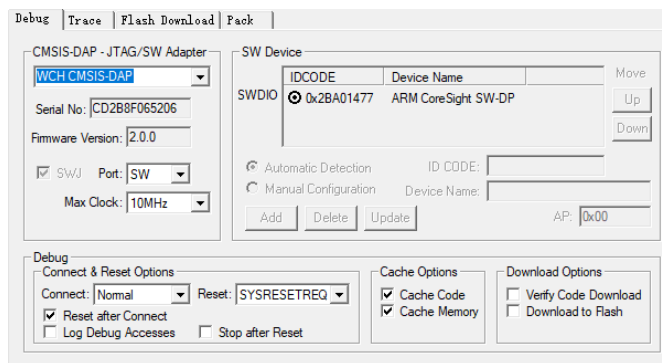 Debug | Trace | Flash Download | Pack |
CMSIS-DAP - JTAG/SW Adapter
WCH CMSIS-DAP
Serial No: CD2B8F065206
Firmware Version: 2.0.0
SWJ Port: SW
Max Clock: 10MHz
SW Device
IDCODE Device Name
SWDIO 0x2BA01477 ARM CoreSight SW-DP
Move
Up
Down
Automatic Detection ID CODE:
Manual Configuration Device Name:
Add Delete Update AP: 0x00
Debug
Connect & Reset Options
Connect: Normal Reset: SYSRESETREQ
Reset after Connect
Log Debug Accesses Stop after Reset
Cache Options
Cache Code
Cache Memory
Download Options
Verify Code Download
Download to Flash